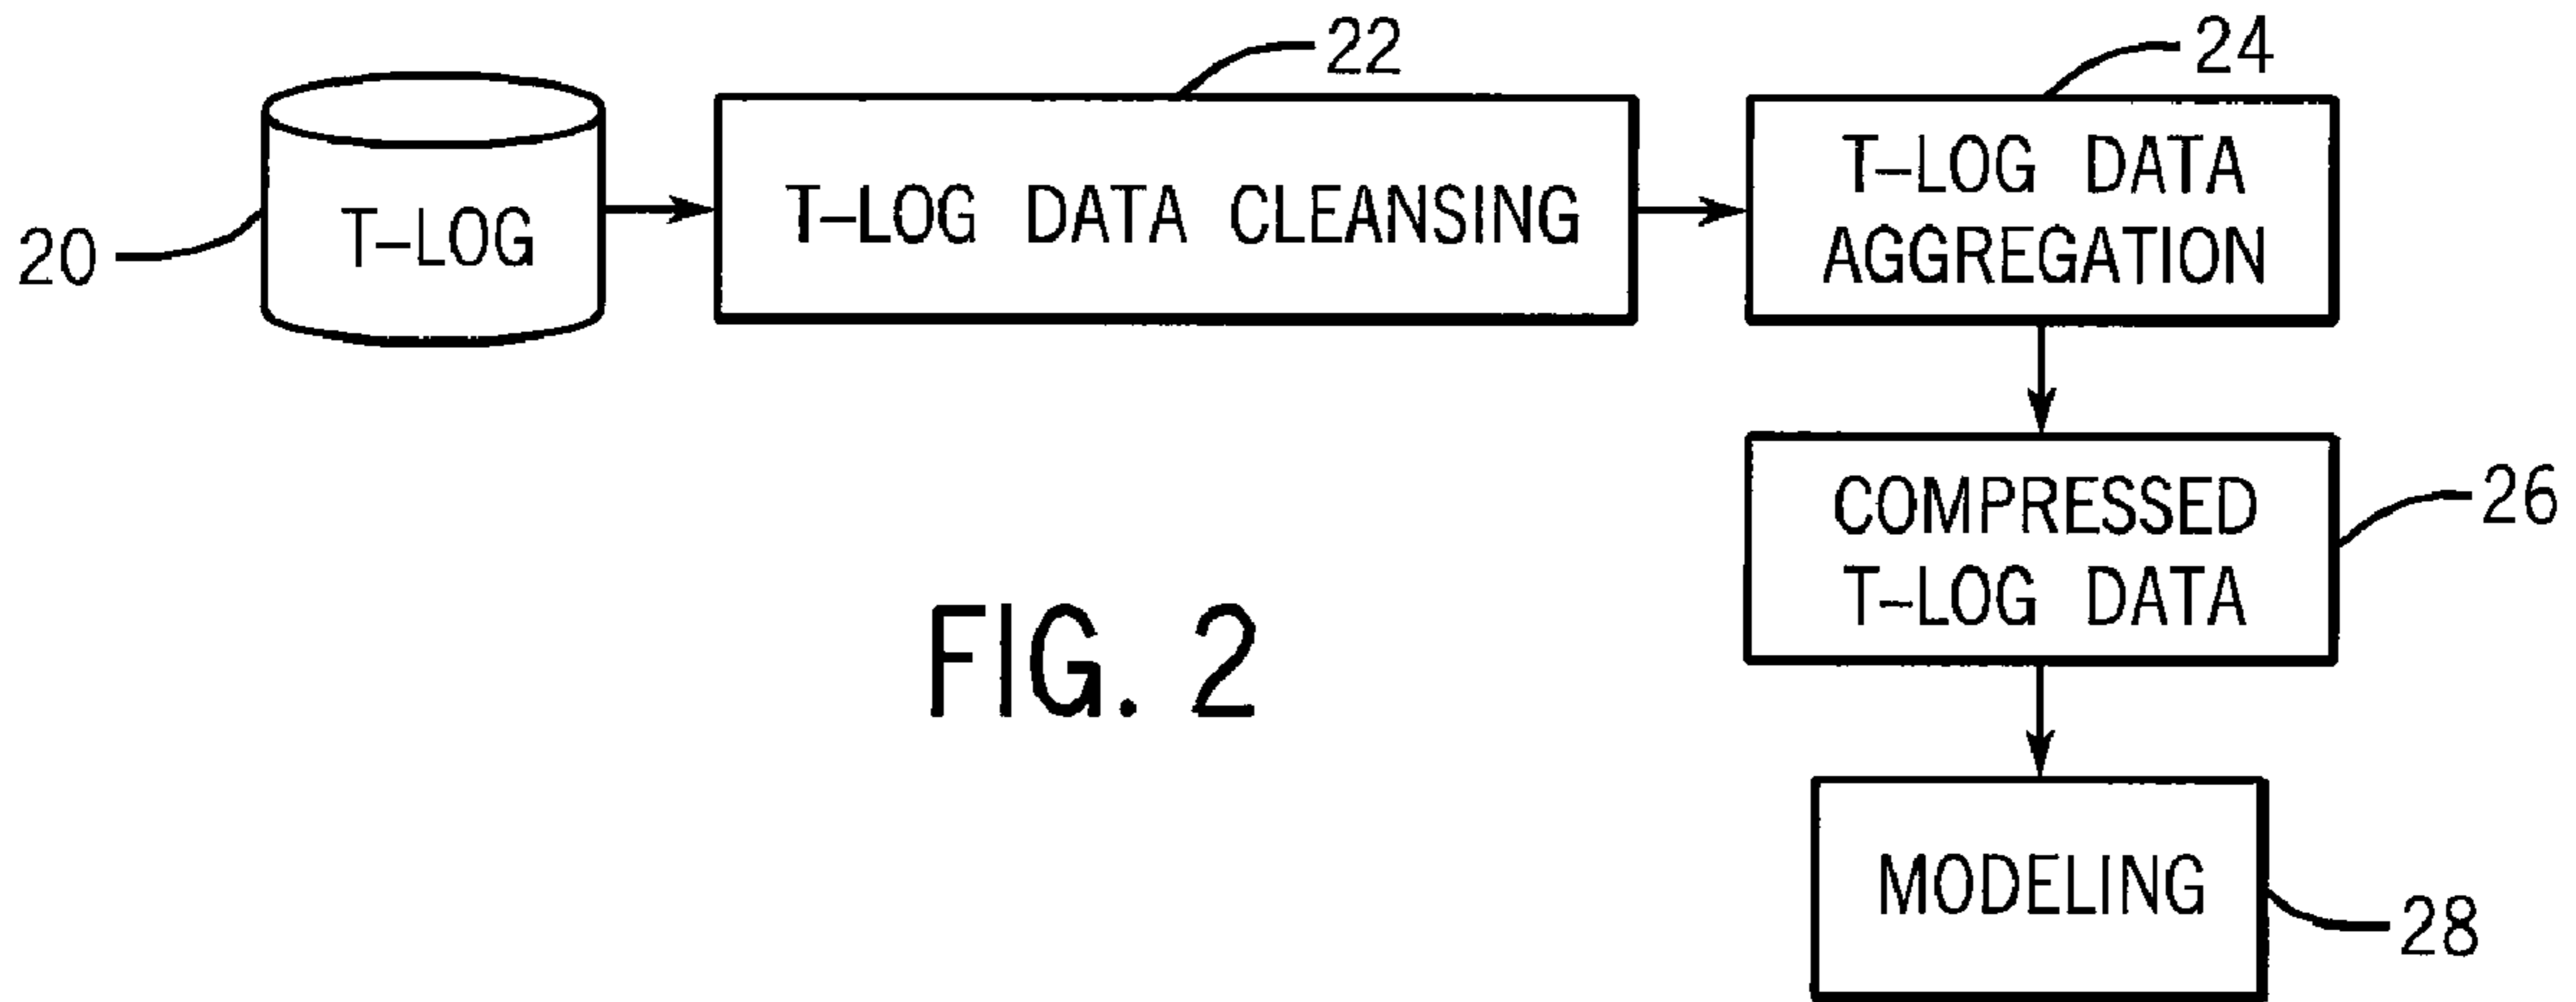 22
24
20
T–LOG
T–LOG DATA CLEANSING
T–LOG DATA
AGGREGATION
COMPRESSED
T–LOG DATA
26
FIG. 2
MODELING
28